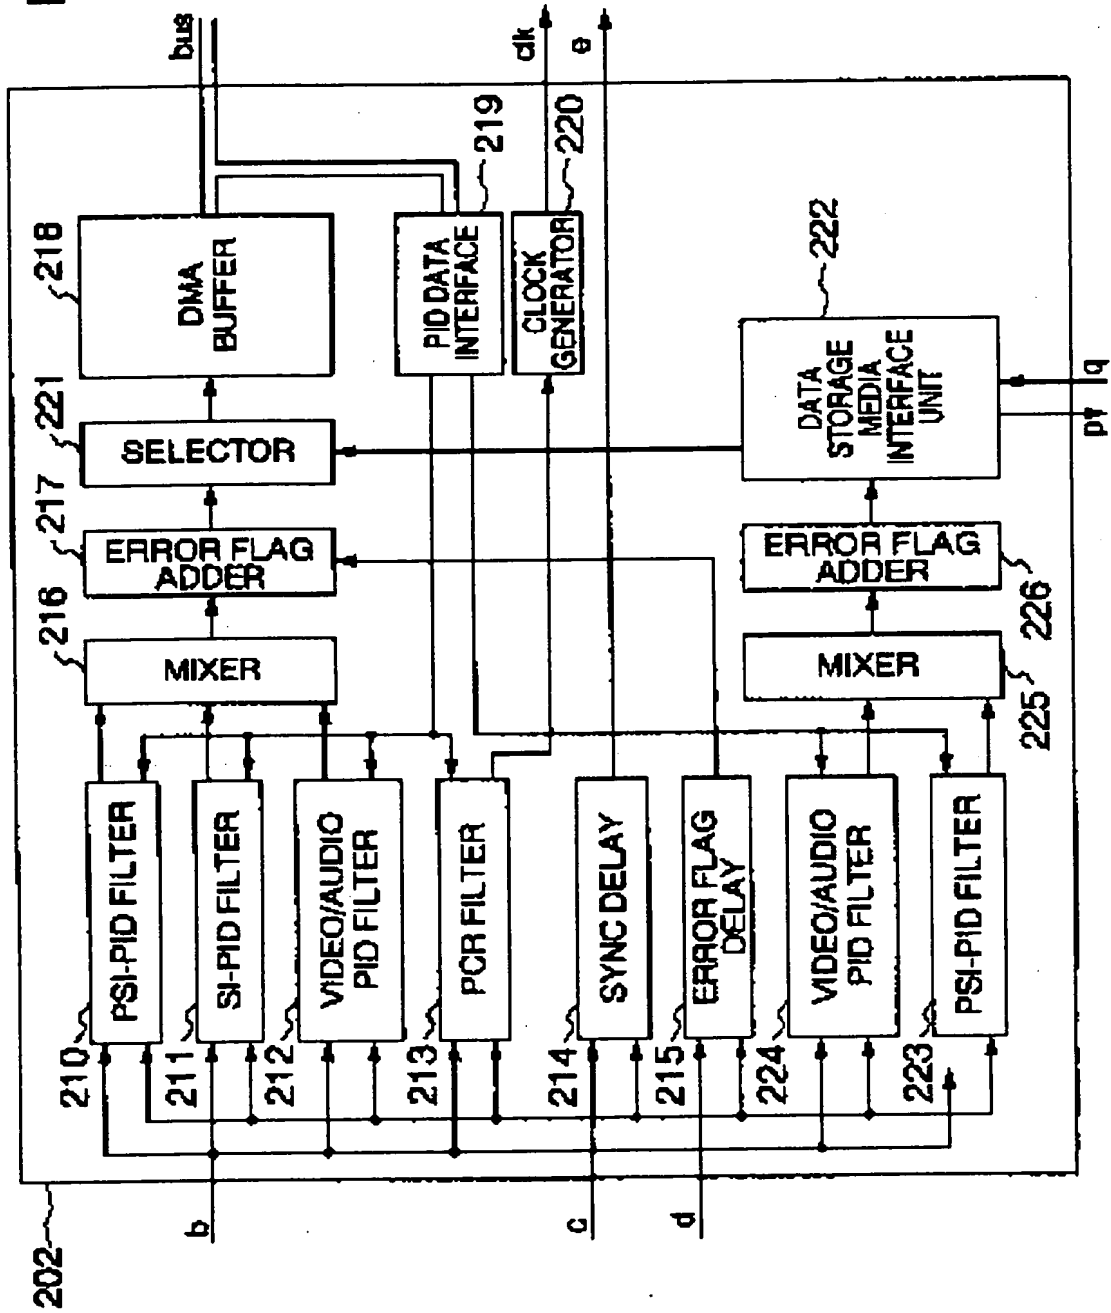 202
b
c
d
210
PSI-PID FILTER
211
SI-PID FILTER
212
VIDEO/AUDIO
PID FILTER
213
PCR FILTER
214
SYNC DELAY
215
ERROR FLAG
DELAY
224
VIDEO/AUDIO
PID FILTER
223
PSI-PID FILTER
216
MIXER
217
ERROR FLAG
ADDER
221
SELECTOR
218
DMA
BUFFER
PID DATA
INTERFACE
219
CLOCK
GENERATOR
220
MIXER
225
ERROR FLAG
ADDER
226
DATA
STORAGE
MEDIA
INTERFACE
UNIT
222
bus
clk
e
q